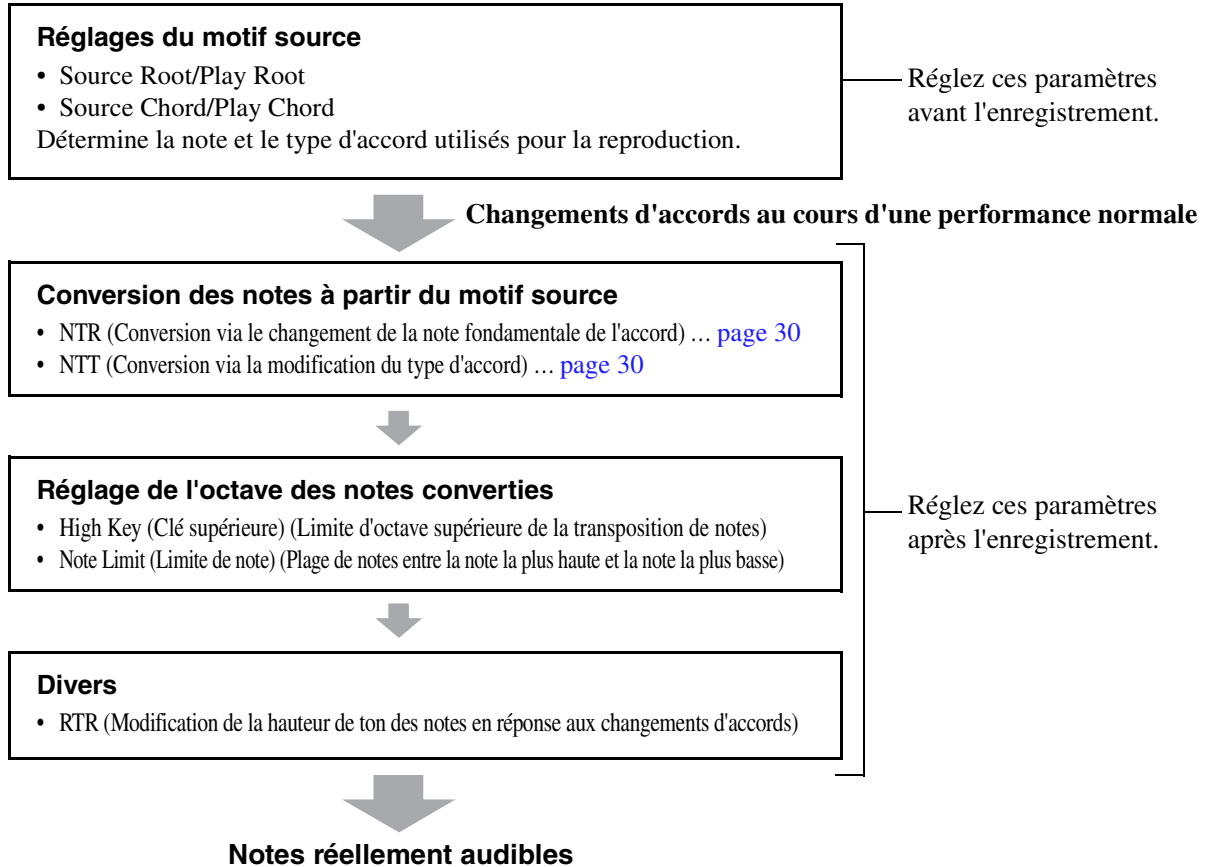 Réglages du motif source
• Source Root/Play Root
• Source Chord/Play Chord
Détermine la note et le type d'accord utilisés pour la reproduction.
Réglez ces paramètres
avant l'enregistrement.
Changements d'accords au cours d'une performance normale
Conversion des notes à partir du motif source
• NTR (Conversion via le changement de la note fondamentale de l'accord) … page 30
• NTT (Conversion via la modification du type d'accord) … page 30
Réglage de l'octave des notes converties
• High Key (Clé supérieure) (Limite d'octave supérieure de la transposition de notes)
• Note Limit (Limite de note) (Plage de notes entre la note la plus haute et la note la plus basse)
Réglez ces paramètres
après l'enregistrement.
Divers
• RTR (Modification de la hauteur de ton des notes en réponse aux changements d'accords)
Notes réellement audibles